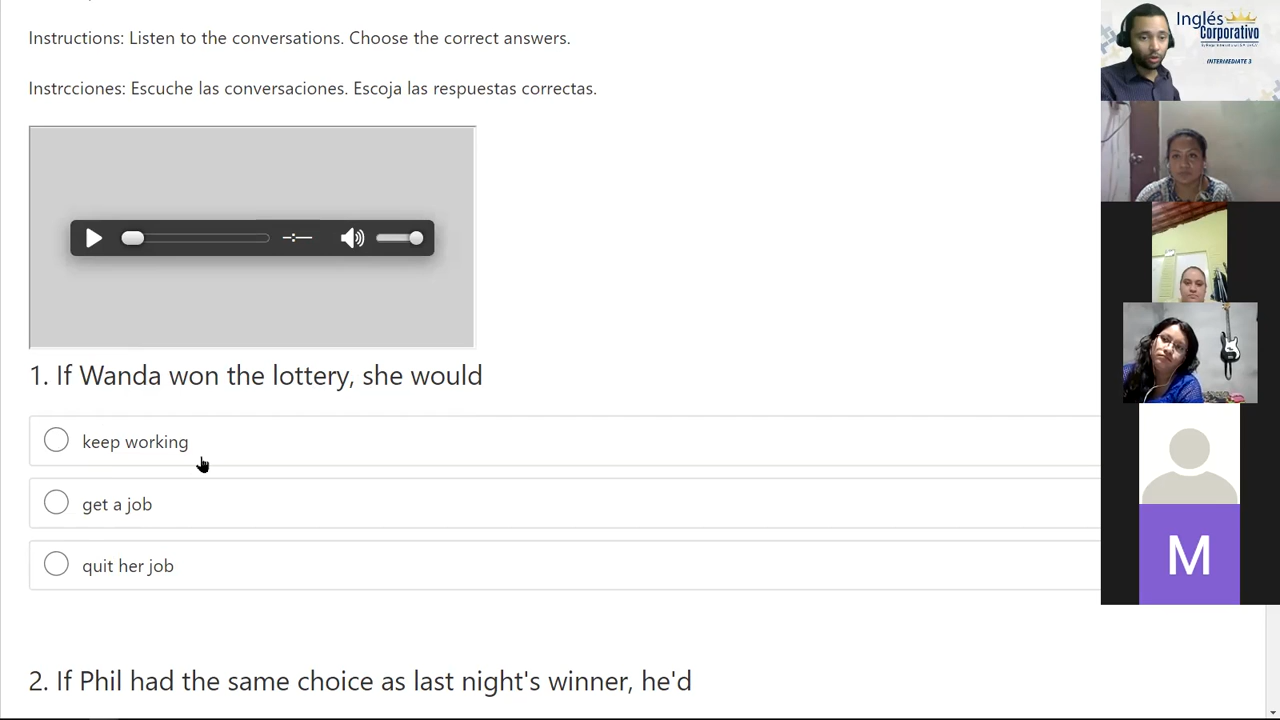 Instructions: Listen to the conversations. Choose the correct answers.
Instrcciones: Escuche las conversaciones. Escoja las respuestas correctas.
1. If Wanda won the lottery, she would
keep working
get a job
quit her job
2. If Phil had the same choice as last night's winner, he'd
Inglés
Corporativo
INTERMEDIATE 3
M